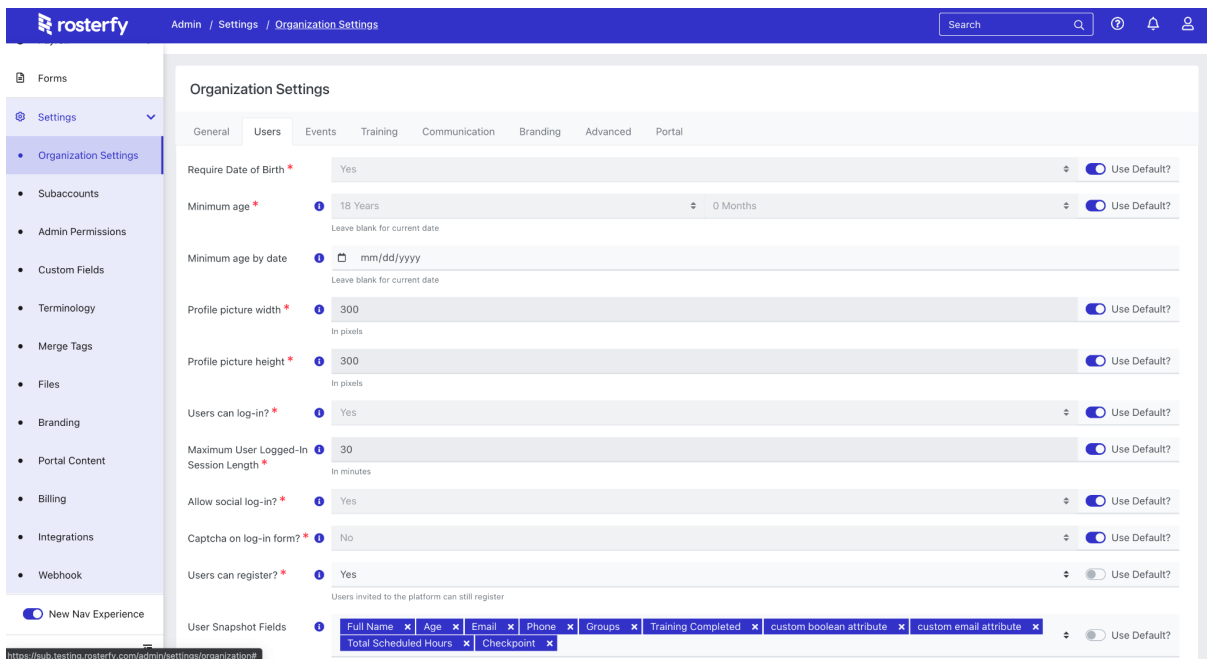 rosterfy
Admin / Settings / Organization Settings
Search
Forms
Settings
Organization Settings
Subaccounts
Admin Permissions
Custom Fields
Terminology
Merge Tags
Files
Branding
Portal Content
Billing
Integrations
Webhook
New Nav Experience
https://sub.testing.rosterfy.com/admin/settings/organization#
Organization Settings
General Users Events Training Communication Branding Advanced Portal
Require Date of Birth * Yes Use Default?
Minimum age * 18 Years 0 Months Use Default?
Leave blank for current date
Minimum age by date mm/dd/yyyy
Leave blank for current date
Profile picture width * 300 Use Default?
In pixels
Profile picture height * 300 Use Default?
In pixels
Users can log-in? * Yes Use Default?
Maximum User Logged-In
Session Length * 30 Use Default?
In minutes
Allow social log-in? * Yes Use Default?
Captcha on log-in form? * No Use Default?
Users can register? * Yes Use Default?
Users invited to the platform can still register
User Snapshot Fields Full Name x Age x Email x Phone x Groups x Training Completed x custom boolean attribute x custom email attribute x
Total Scheduled Hours x Checkpoint x Use Default?